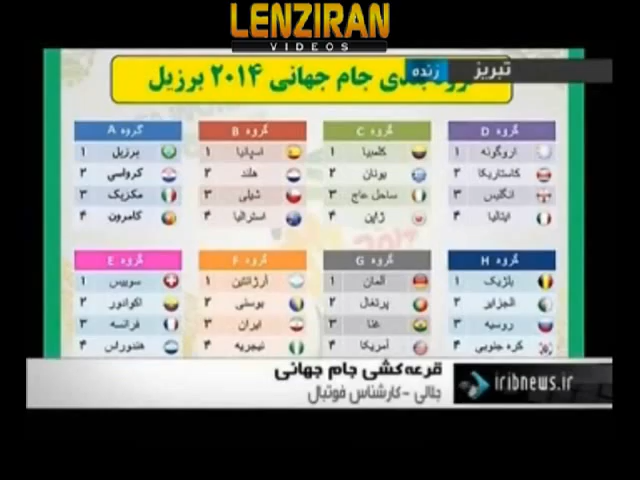 LENZIRAN
VIDEOS
تبریز زنده
جام جهانی ۲۰۱۴ برزیل
گروه A
۱ برزیل
۲ کرواسی
۳ مکزیک
۴ کامرون
گروه B
۱ اسپانیا
۲ هلند
۳ شیلی
۴ استرالیا
گروه C
۱ کلمبیا
۲ یونان
۳ ساحل عاج
۴ ژاپن
گروه D
۱ اروگوئه
۲ کاستاریکا
۳ انگلیس
۴ ایتالیا
گروه E
۱ سوییس
۲ اکوادور
۳ فرانسه
۴ هندوراس
گروه F
۱ آرژانتین
۲ بوسنی
۳ ایران
۴ نیجریه
گروه G
۱ آلمان
۲ پرتغال
۳ غنا
۴ آمریکا
گروه H
۱ بلژیک
۲ الجزایر
۳ روسیه
۴ کره جنوبی
قرعه‌کشی جام جهانی
جلالی - کارشناس فوتبال
iribnews.ir